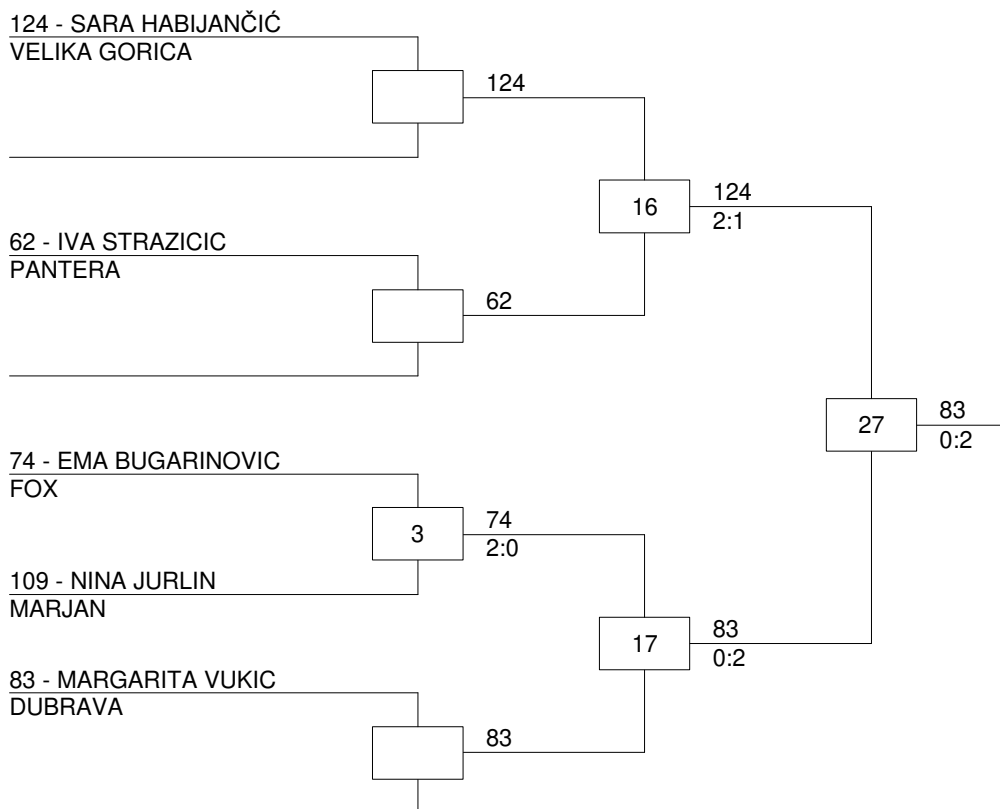 124 - SARA HABIJANČIĆ
VELIKA GORICA
124
16
124
2:1
62 - IVA STRAZICIC
PANTERA
62
27
83
0:2
74 - EMA BUGARINOVIC
FOX
3
74
2:0
109 - NINA JURLIN
MARJAN
17
83
0:2
83 - MARGARITA VUKIC
DUBRAVA
83